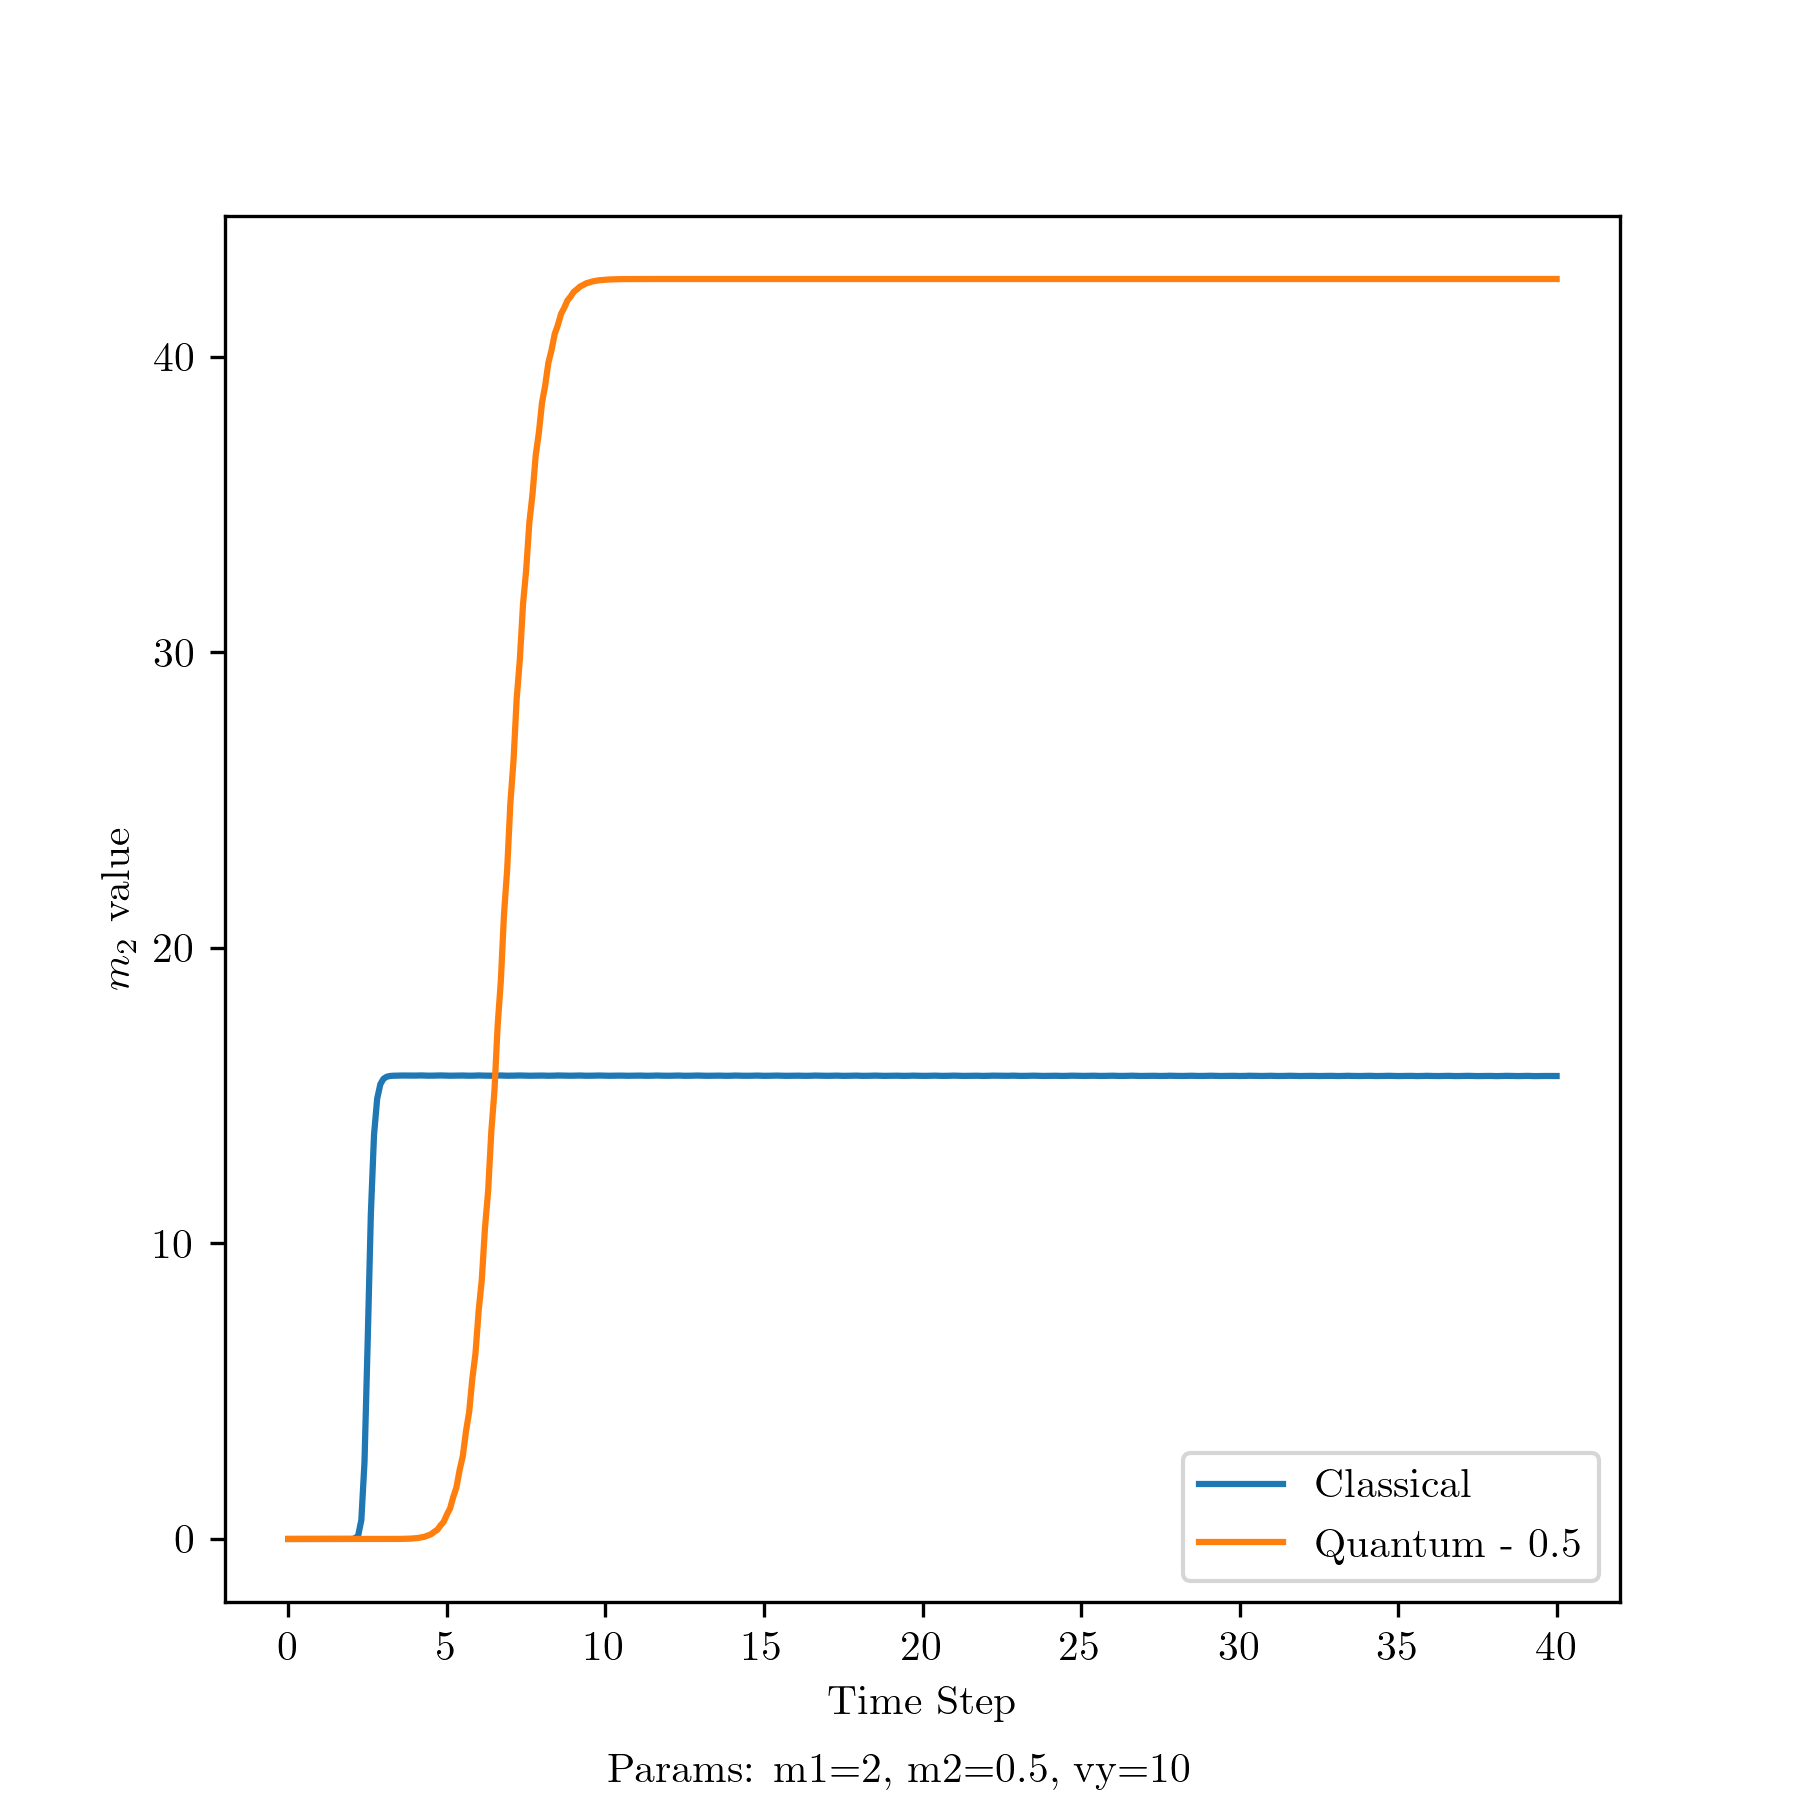 40
30
20
10
0
m₂ value
Classical
Quantum - 0.5
0 5 10 15 20 25 30 35 40
Time Step
Params: m1=2, m2=0.5, vy=10